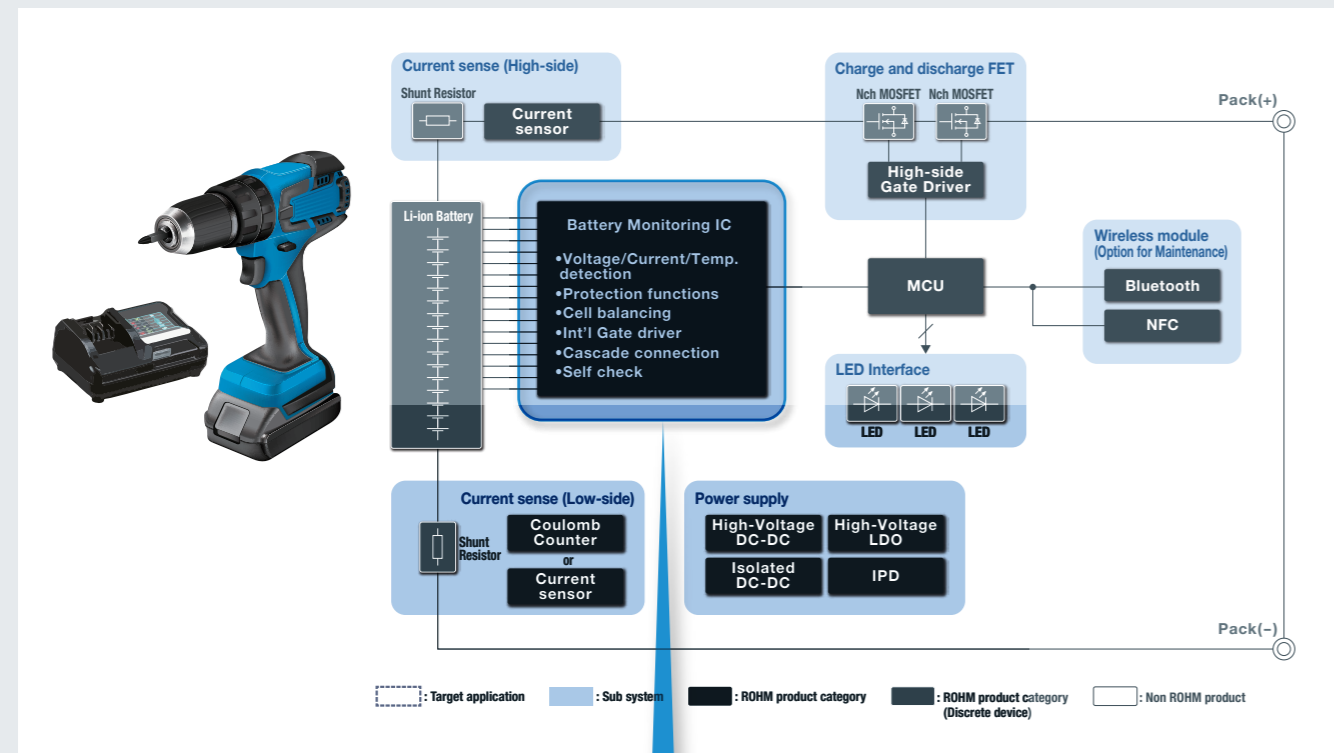 Current sense (High-side)
Shunt Resistor
Current
sensor
Charge and discharge FET
Nch MOSFET
Nch MOSFET
High-side
Gate Driver
Pack(+)
Li-ion Battery
Battery Monitoring IC
•Voltage/Current/Temp.
detection
•Protection functions
•Cell balancing
•Int'l Gate driver
•Cascade connection
•Self check
MCU
Wireless module
(Option for Maintenance)
Bluetooth
NFC
LED Interface
LED
LED
LED
Current sense (Low-side)
Shunt
Resistor
Coulomb
Counter
or
Current
sensor
Power supply
High-Voltage
DC-DC
High-Voltage
LDO
Isolated
DC-DC
IPD
Pack(−)
: Target application
: Sub system
: ROHM product category
: ROHM product category
(Discrete device)
: Non ROHM product